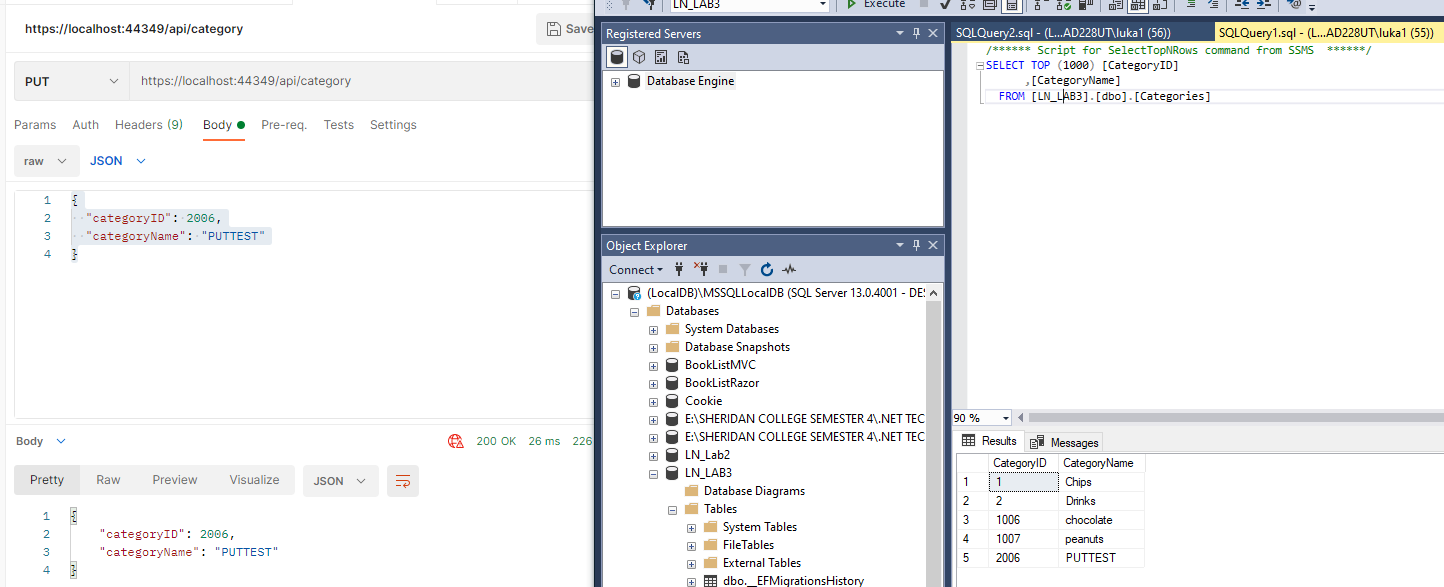 https://localhost:44349/api/category
Save
PUT
https://localhost:44349/api/category
Params Auth Headers (9) Body Pre-req. Tests Settings
raw JSON
1 {
2 "categoryID": 2006,
3 "categoryName": "PUTTEST"
4 }
Body
200 OK 26 ms 226
Pretty Raw Preview Visualize JSON
1 {
2 "categoryID": 2006,
3 "categoryName": "PUTTEST"
4 }
LN_LAB3
Execute
Registered Servers
Database Engine
Object Explorer
Connect
(LocalDB)\MSSQLLocalDB (SQL Server 13.0.4001 - DES
Databases
System Databases
Database Snapshots
BookListMVC
BookListRazor
Cookie
E:\SHERIDAN COLLEGE SEMESTER 4\.NET TEC
E:\SHERIDAN COLLEGE SEMESTER 4\.NET TEC
LN_Lab2
LN_LAB3
Database Diagrams
Tables
System Tables
FileTables
External Tables
dbo.__EFMigrationsHistory
SQLQuery2.sql - (L...AD228UT\luka1 (56))
SQLQuery1.sql - (L...AD228UT\luka1 (55))
/****** Script for SelectTopNRows command from SSMS ******/
SELECT TOP (1000) [CategoryID]
,[CategoryName]
FROM [LN_LAB3].[dbo].[Categories]
90 %
Results Messages
CategoryID CategoryName
1 1 Chips
2 2 Drinks
3 1006 chocolate
4 1007 peanuts
5 2006 PUTTEST